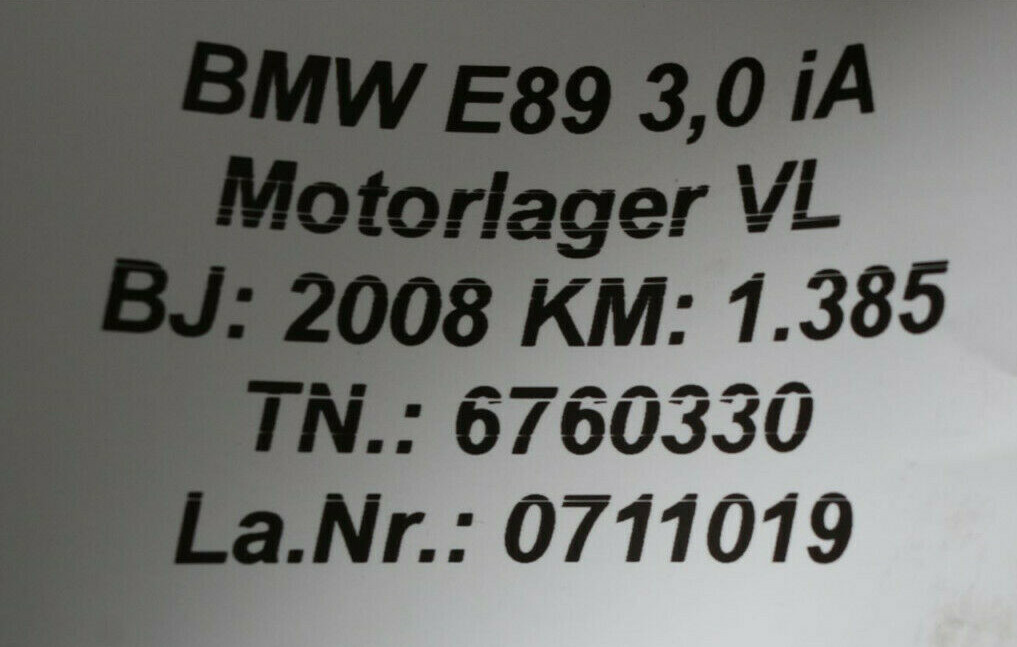 BMW E89 3,0 iA
Motorlager VL
BJ: 2008 KM: 1.385
TN.: 6760330
La.Nr.: 0711019